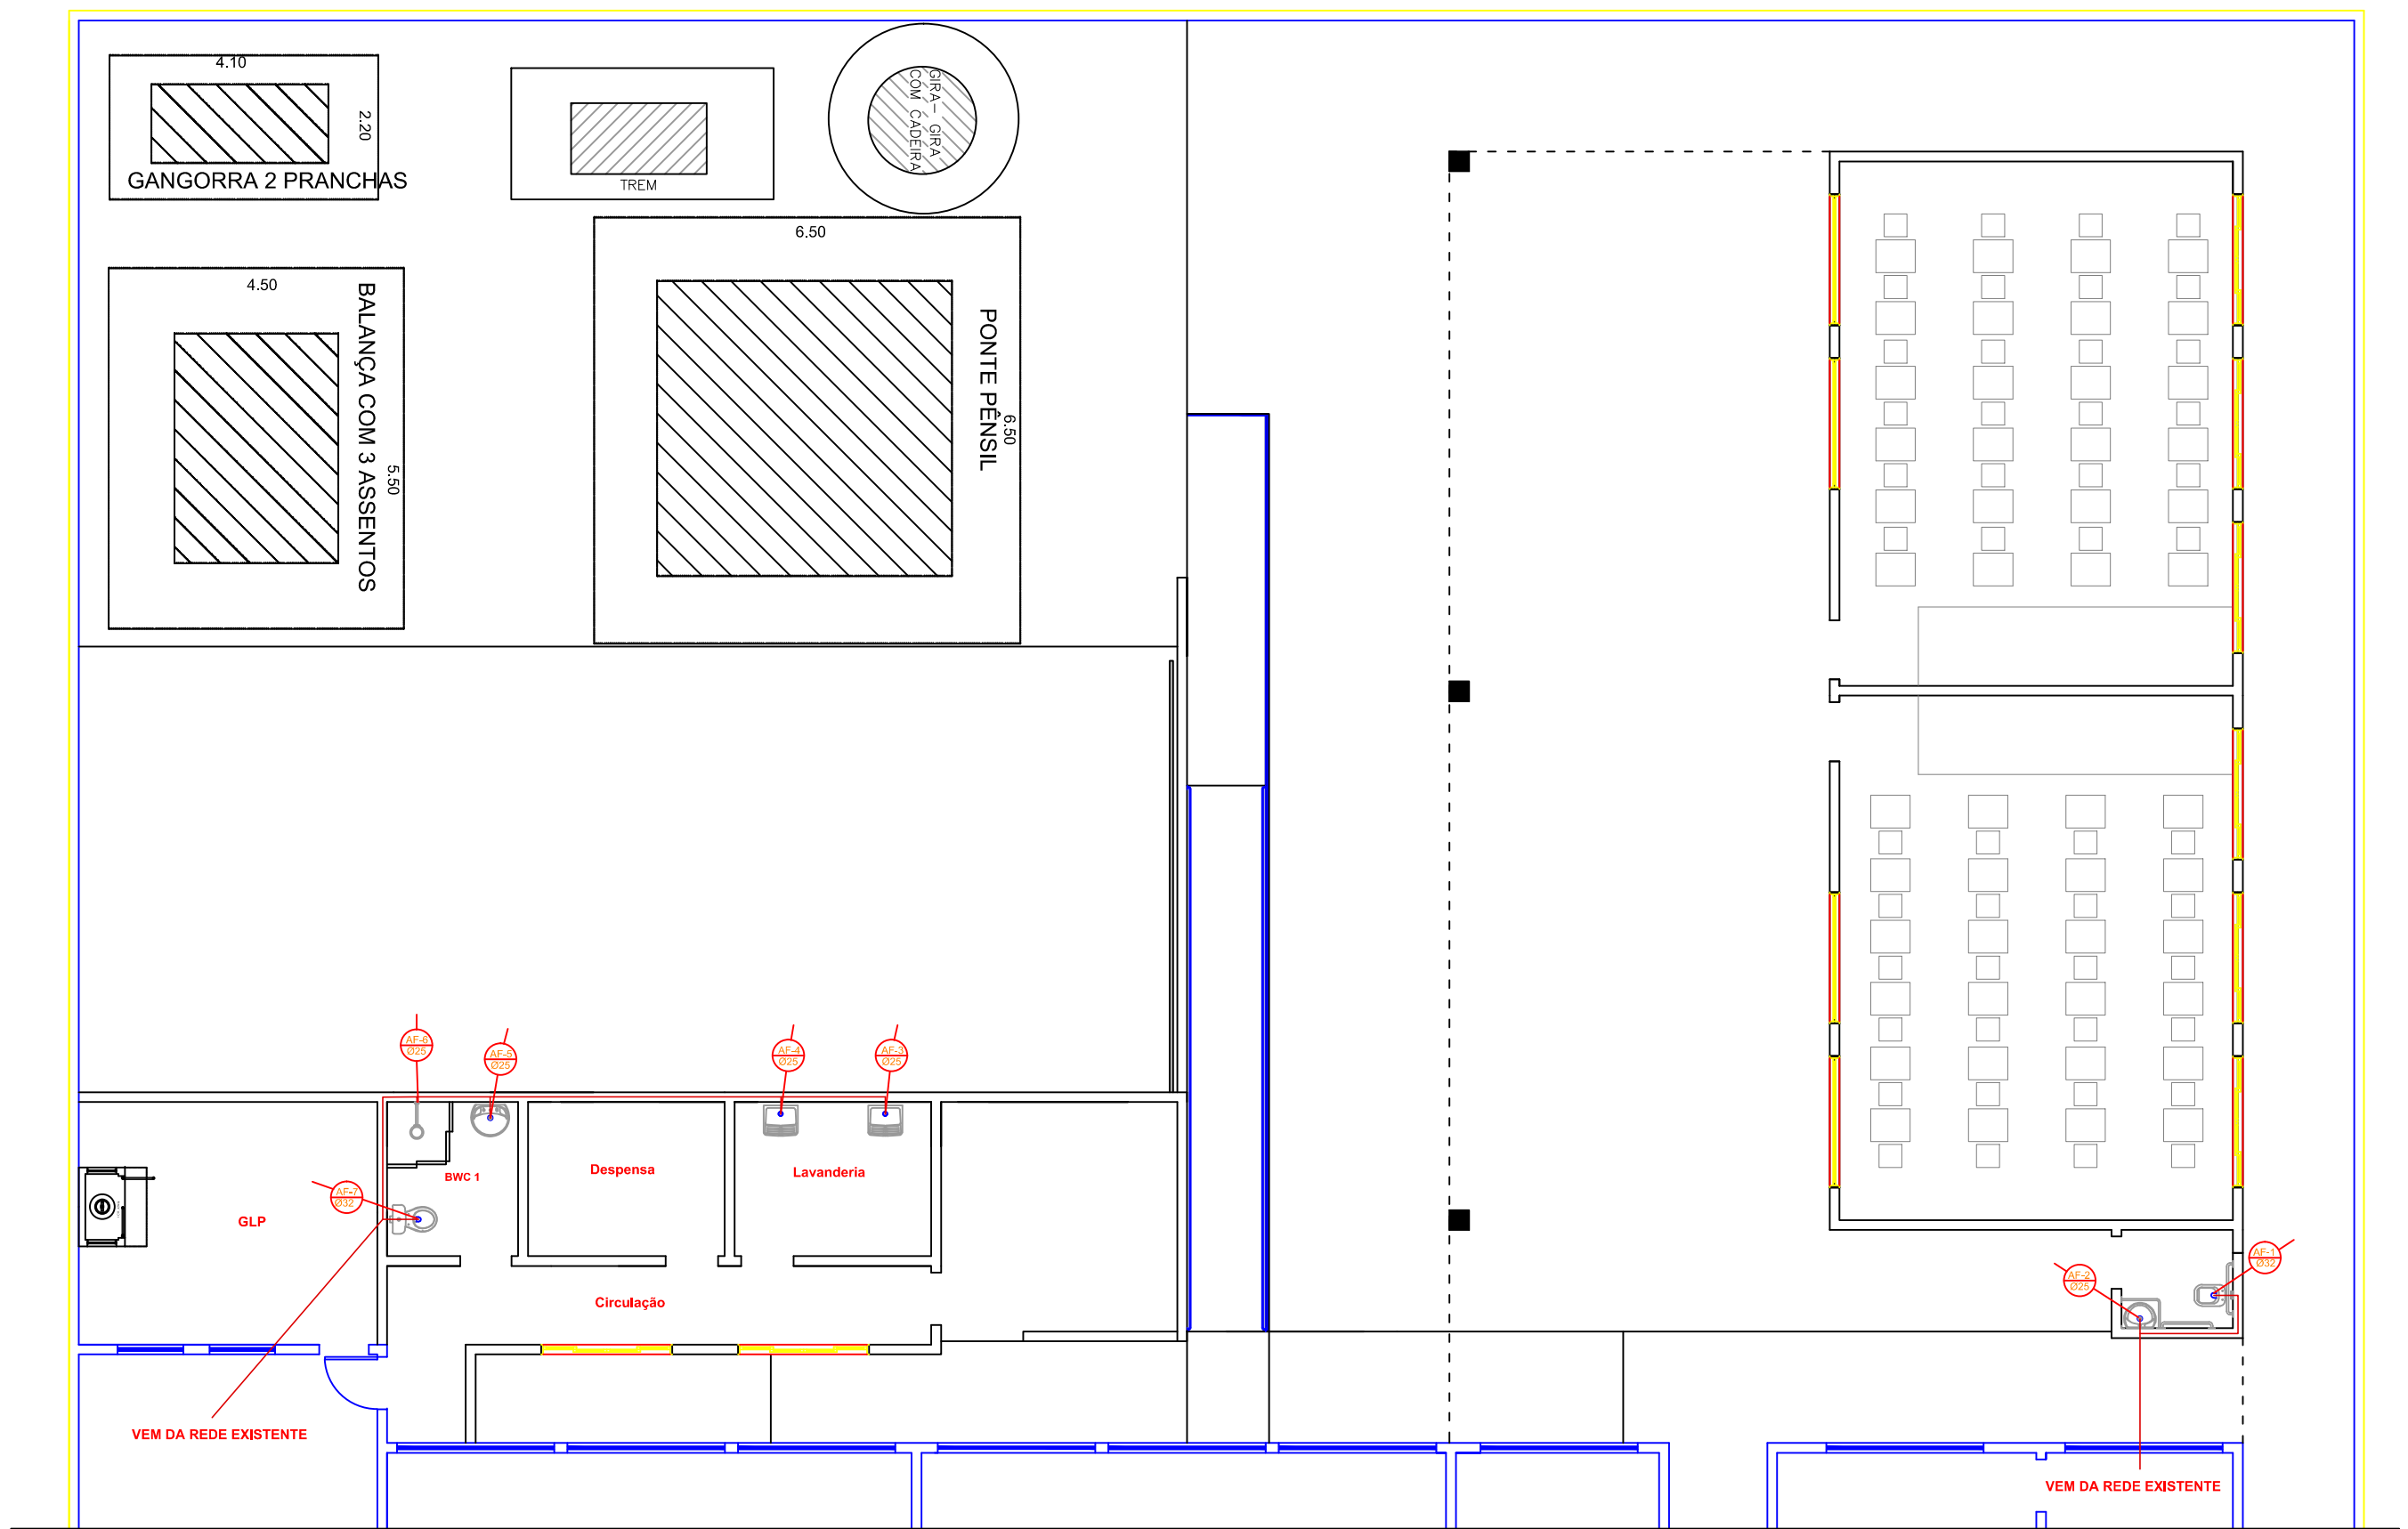 4.10
2.20
GANGORRA 2 PRANCHAS
TREM
GIRA- GIRA
COM CADEIRA
4.50
BALANÇA COM 3 ASSENTOS
5.50
6.50
PONTE PÊNSIL
6.50
AF-6
Ø25
AF-5
Ø25
AF-4
Ø25
AF-3
Ø25
BWC 1
Despensa
Lavanderia
AF-7
Ø32
GLP
Circulação
AF-1
Ø32
AF-2
Ø25
VEM DA REDE EXISTENTE
VEM DA REDE EXISTENTE